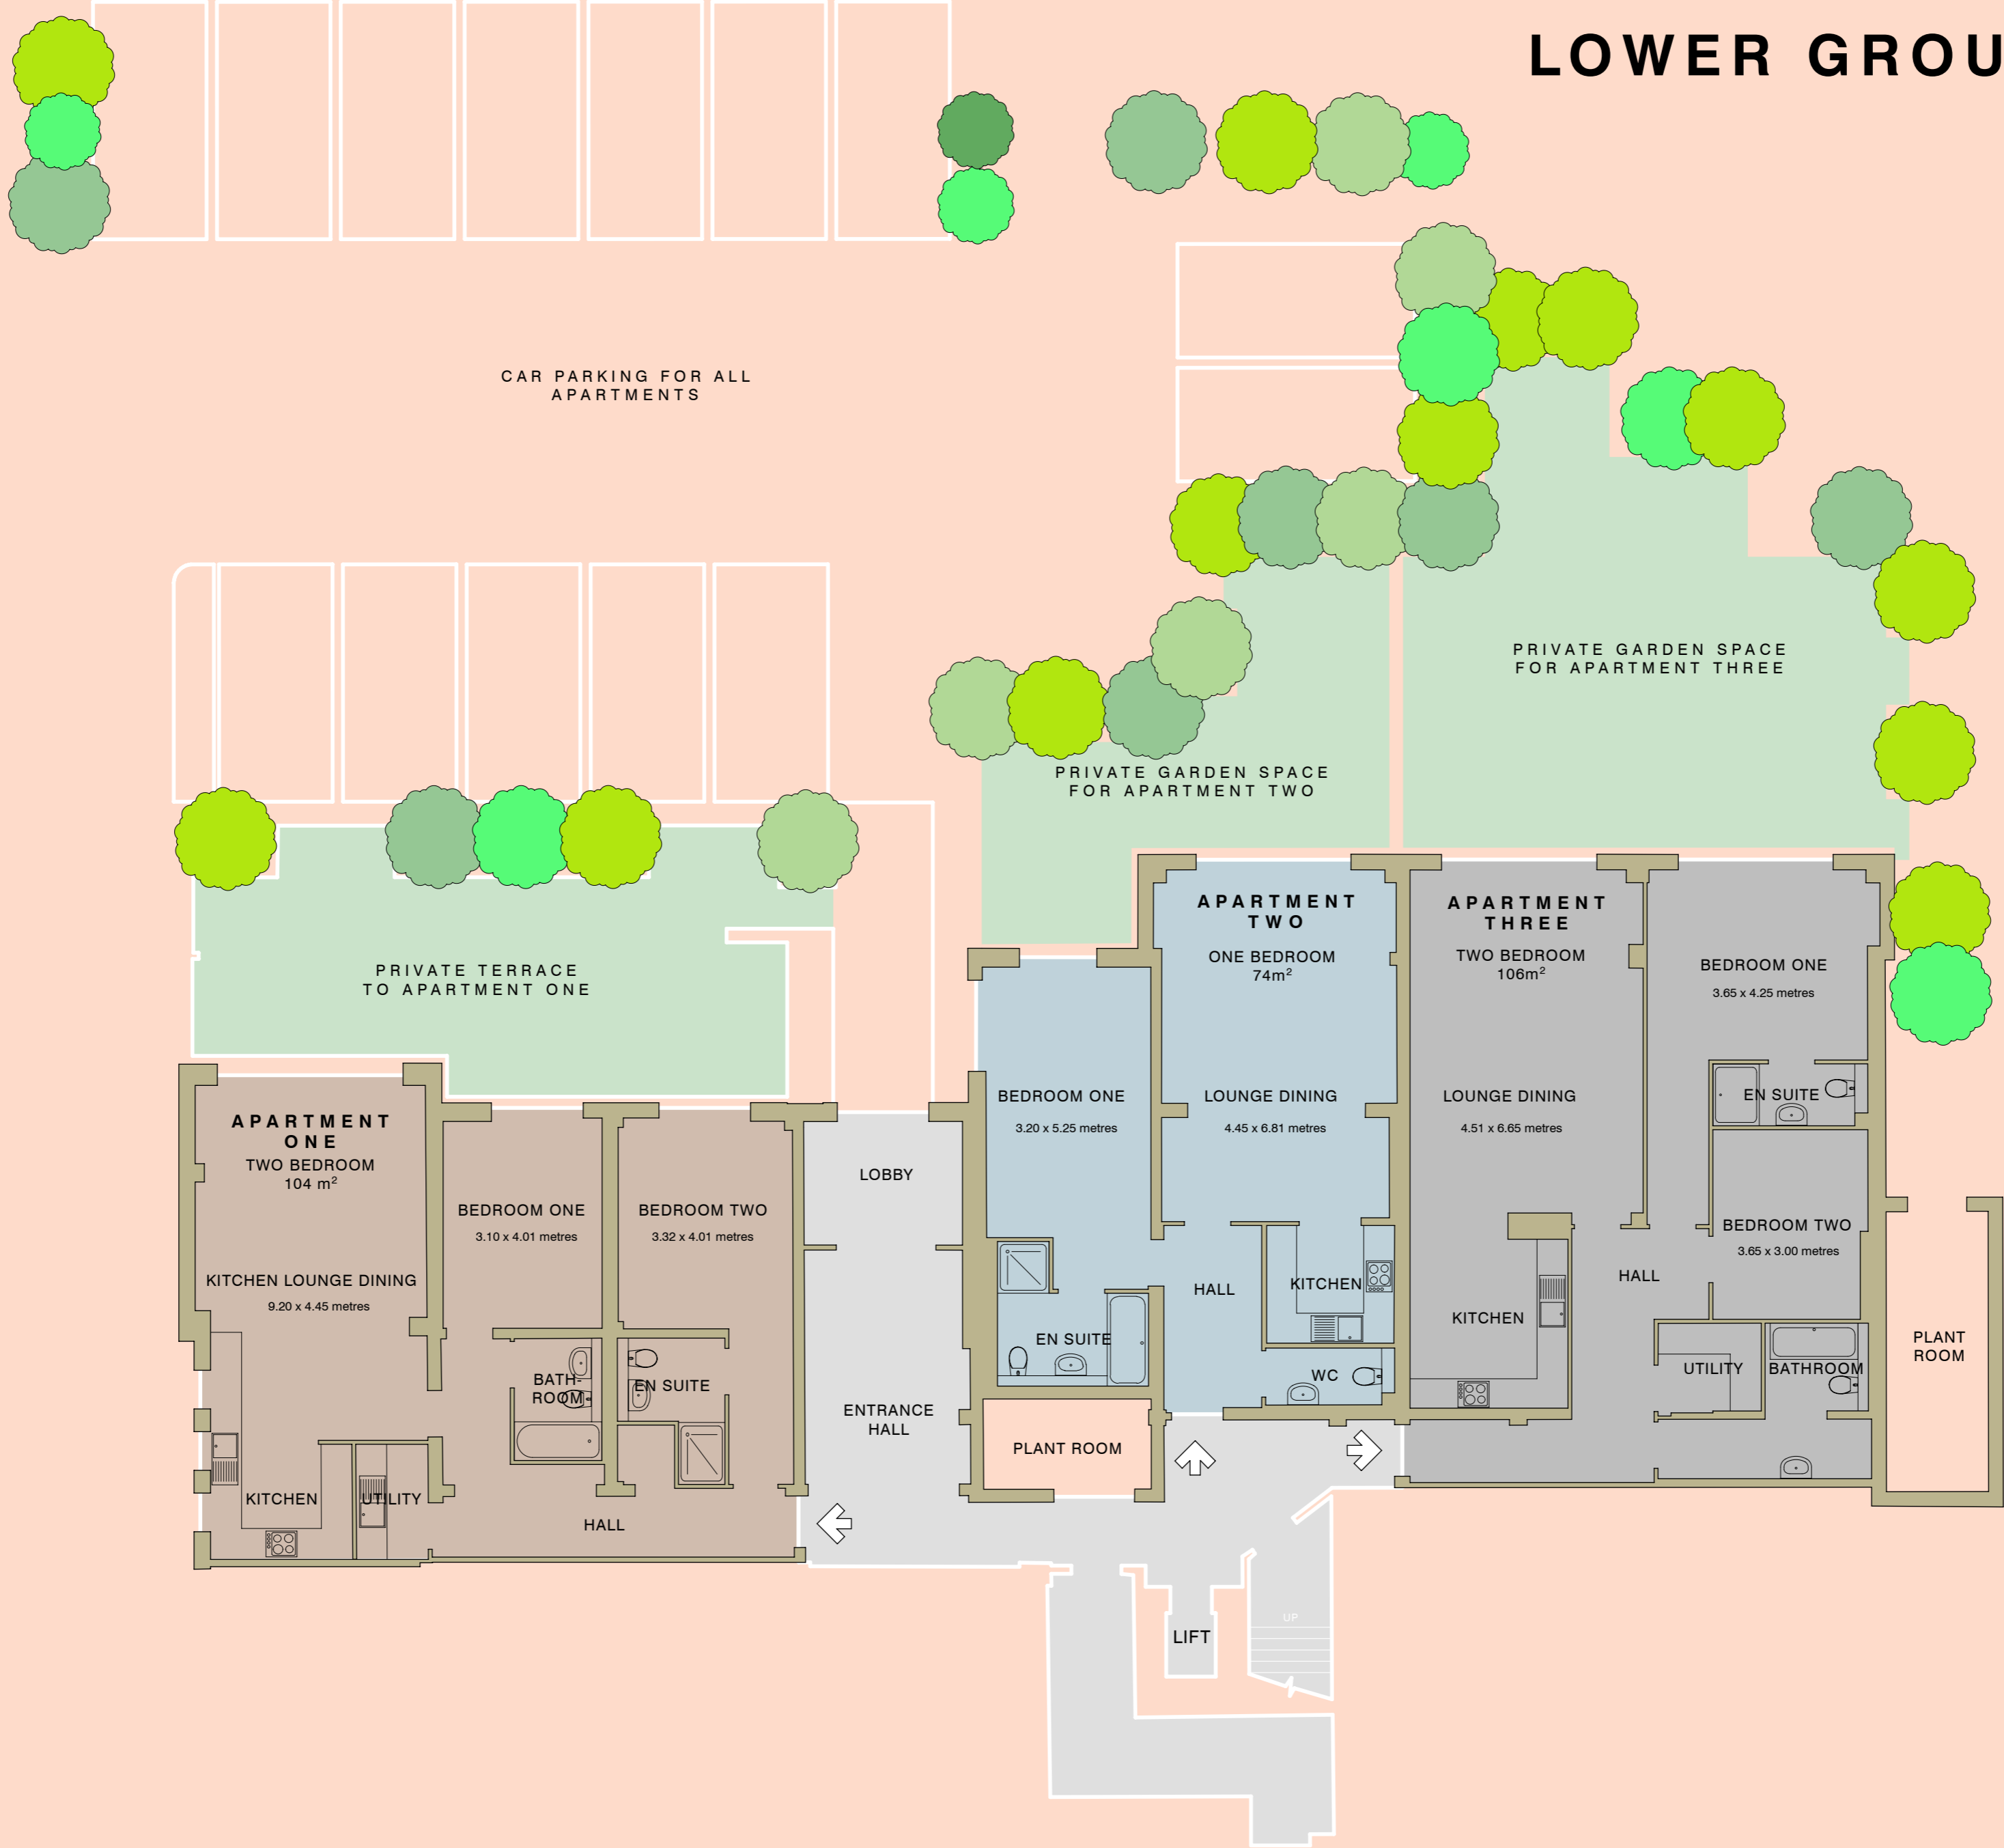 LOWER GROU
CAR PARKING FOR ALL
APARTMENTS
PRIVATE GARDEN SPACE
FOR APARTMENT THREE
PRIVATE GARDEN SPACE
FOR APARTMENT TWO
PRIVATE TERRACE
TO APARTMENT ONE
APARTMENT
ONE
TWO BEDROOM
104 m²
KITCHEN LOUNGE DINING
9.20 x 4.45 metres
KITCHEN
UTILITY
BEDROOM ONE
3.10 x 4.01 metres
BATH-
ROOM
BEDROOM TWO
3.32 x 4.01 metres
EN SUITE
HALL
LOBBY
ENTRANCE
HALL
BEDROOM ONE
3.20 x 5.25 metres
EN SUITE
PLANT ROOM
APARTMENT
TWO
ONE BEDROOM
74m²
LOUNGE DINING
4.45 x 6.81 metres
HALL
KITCHEN
WC
APARTMENT
THREE
TWO BEDROOM
106m²
LOUNGE DINING
4.51 x 6.65 metres
KITCHEN
HALL
BEDROOM ONE
3.65 x 4.25 metres
EN SUITE
BEDROOM TWO
3.65 x 3.00 metres
UTILITY
BATHROOM
PLANT
ROOM
UP
LIFT